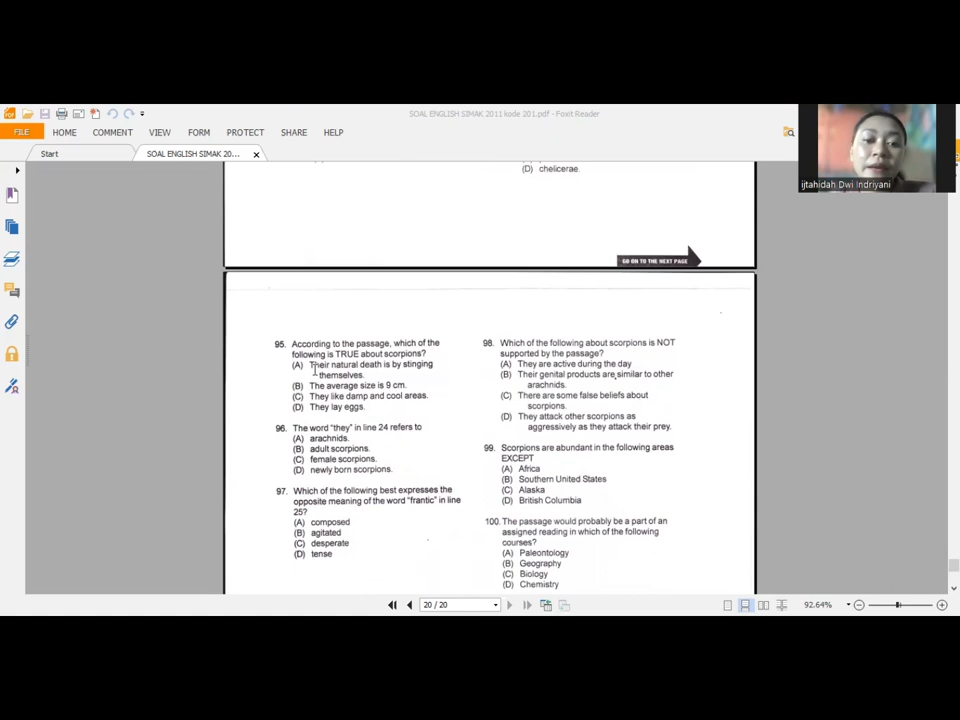 SOAL ENGLISH SIMAK 2011 kode 201.pdf - Foxit Reader
FILE HOME COMMENT VIEW FORM PROTECT SHARE HELP
Start SOAL ENGLISH SIMAK 20...
ijtahidah Dwi Indriyani
(D) chelicerae.
GO ON TO THE NEXT PAGE
95. According to the passage, which of the
following is TRUE about scorpions?
(A) Their natural death is by stinging
themselves.
(B) The average size is 9 cm.
(C) They like damp and cool areas.
(D) They lay eggs.
96. The word "they" in line 24 refers to
(A) arachnids.
(B) adult scorpions.
(C) female scorpions.
(D) newly born scorpions.
97. Which of the following best expresses the
opposite meaning of the word "frantic" in line
25?
(A) composed
(B) agitated
(C) desperate
(D) tense
98. Which of the following about scorpions is NOT
supported by the passage?
(A) They are active during the day
(B) Their genital products are similar to other
arachnids.
(C) There are some false beliefs about
scorpions.
(D) They attack other scorpions as
aggressively as they attack their prey.
99. Scorpions are abundant in the following areas
EXCEPT
(A) Africa
(B) Southern United States
(C) Alaska
(D) British Columbia
100. The passage would probably be a part of an
assigned reading in which of the following
courses?
(A) Paleontology
(B) Geography
(C) Biology
(D) Chemistry
20 / 20
92.64%